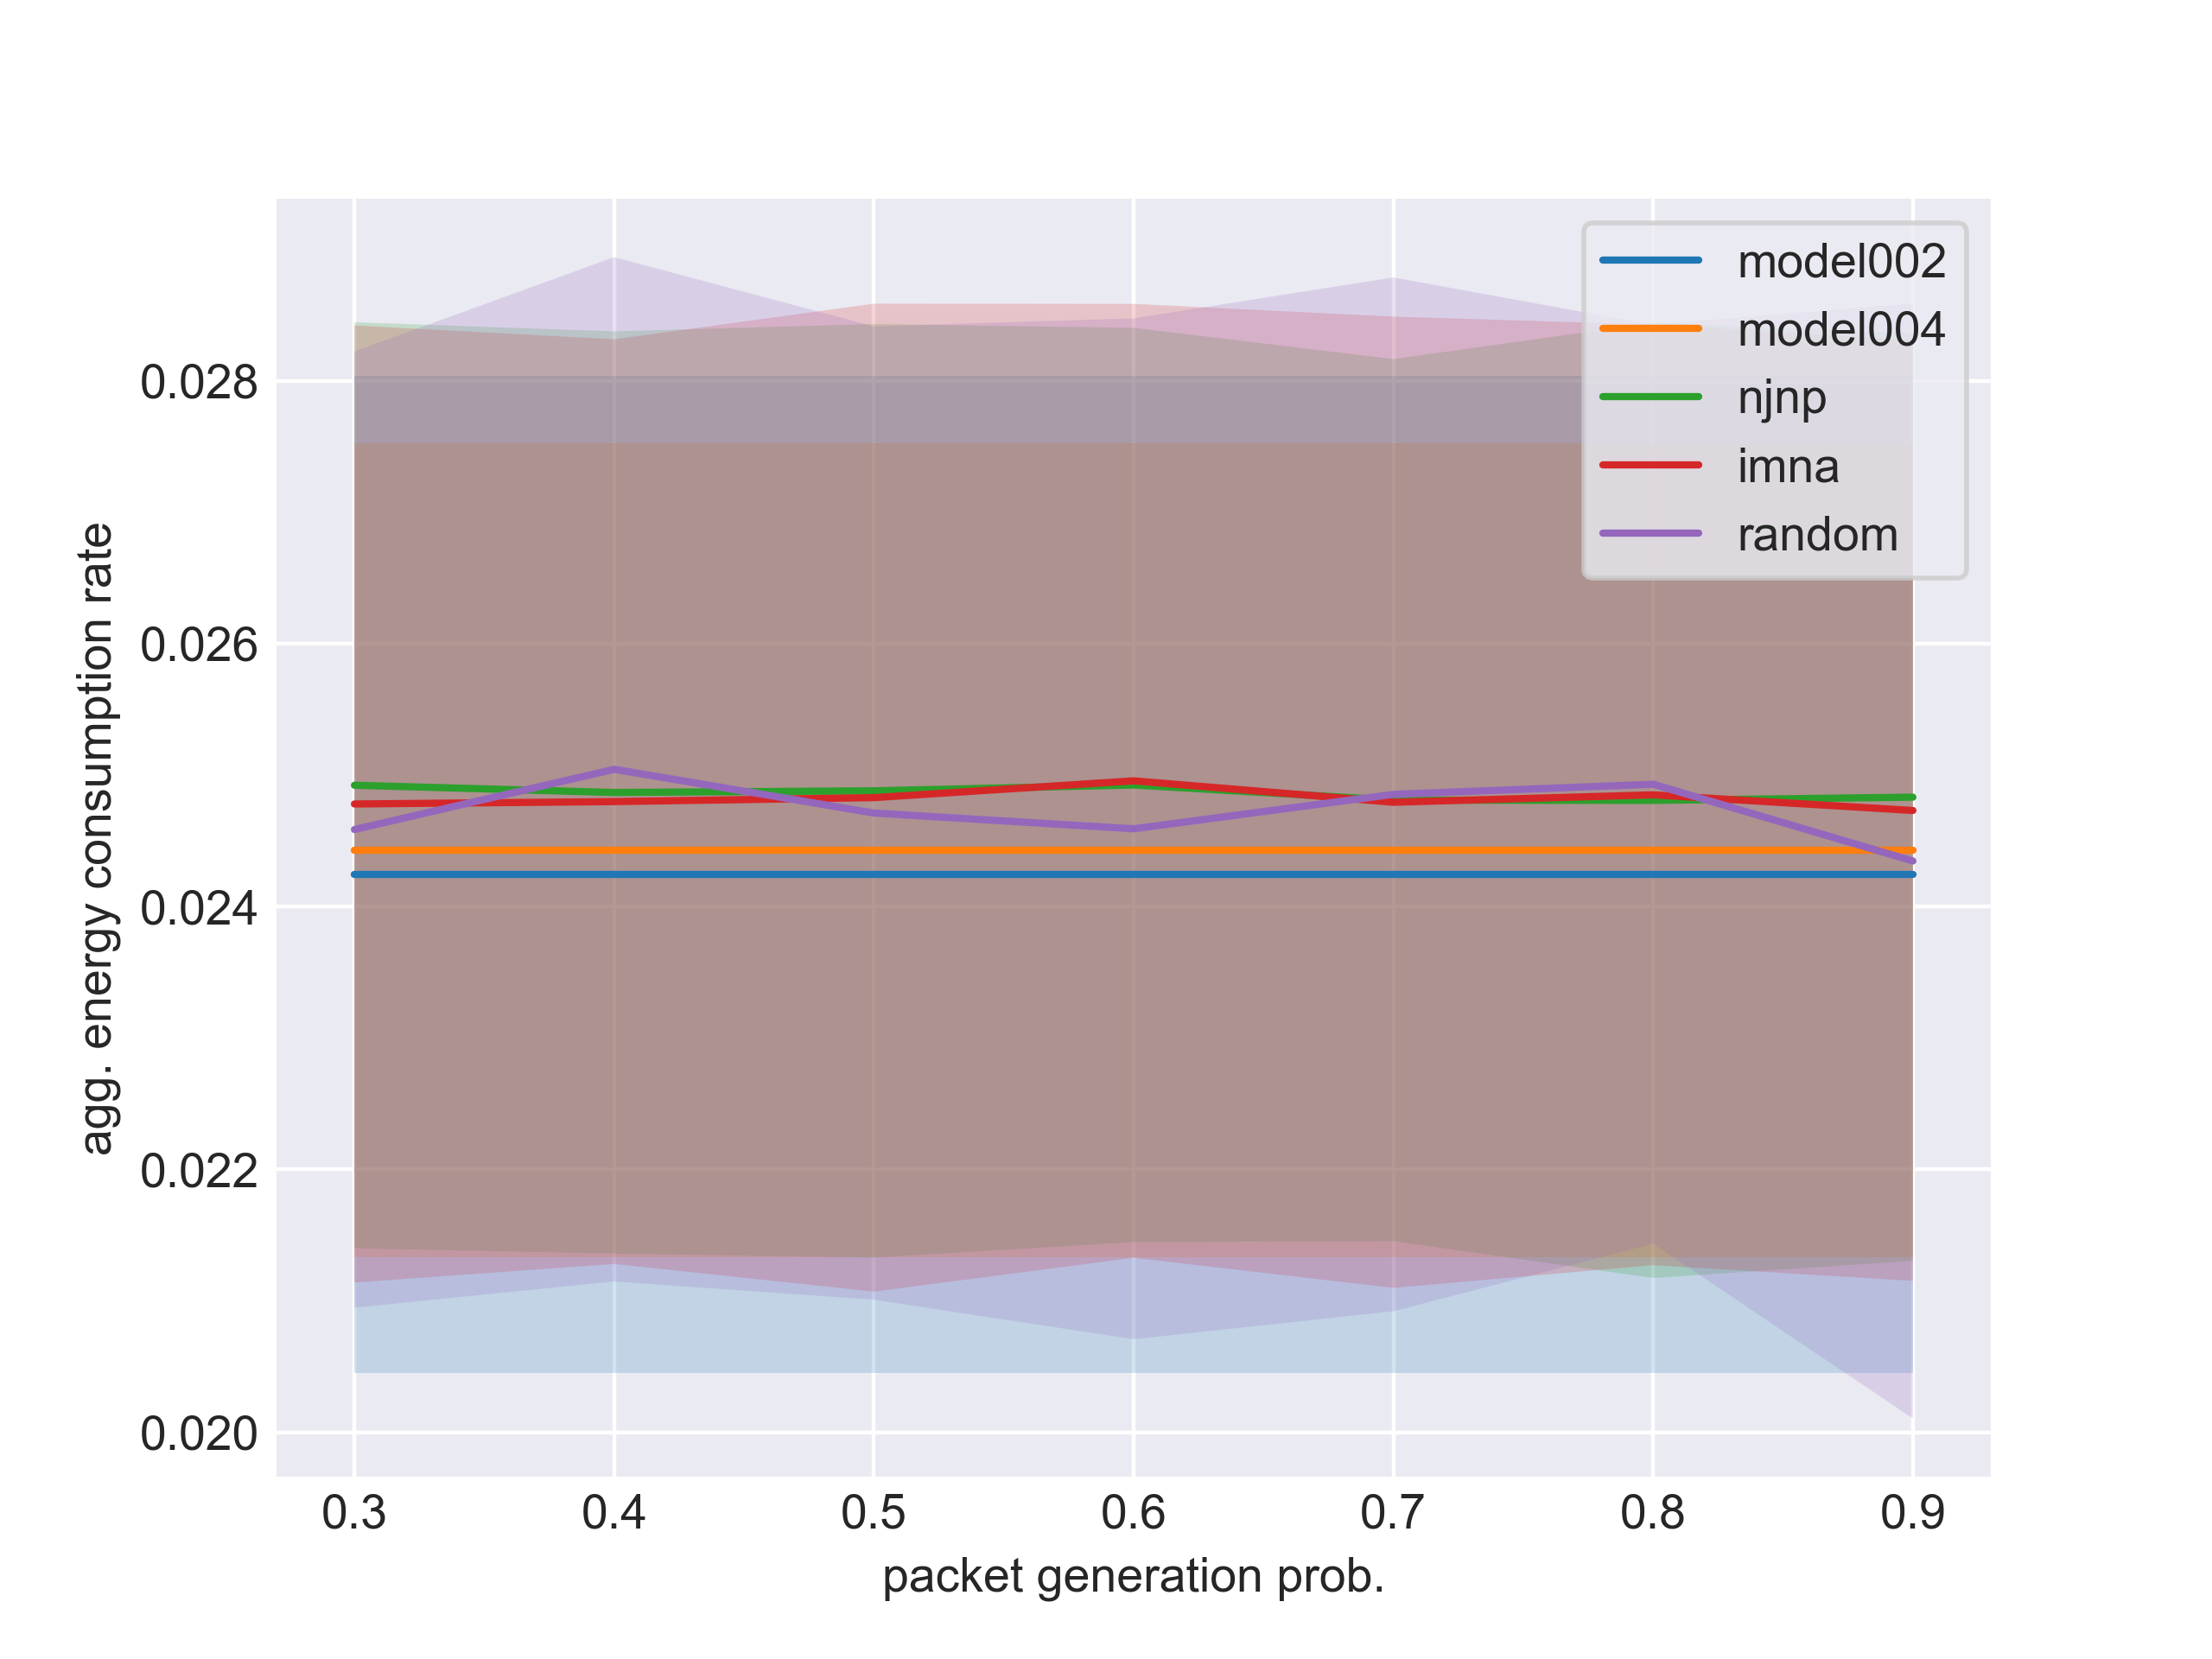 model002
model004
njnp
imna
random
0.028
0.026
0.024
0.022
0.020
agg. energy consumption rate
0.3 0.4 0.5 0.6 0.7 0.8 0.9
packet generation prob.